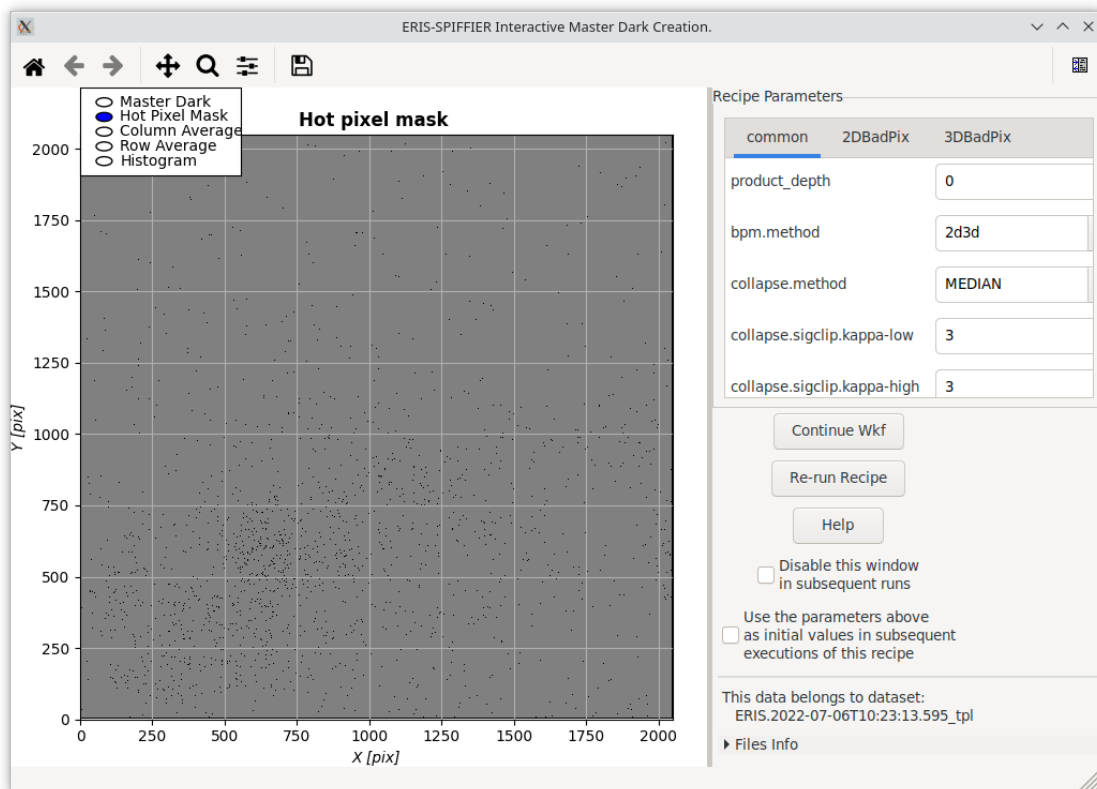 ERIS-SPIFFIER Interactive Master Dark Creation.
Master Dark
Hot Pixel Mask
Column Average
Row Average
Histogram
Hot pixel mask
2000
1750
1500
1250
1000
750
500
250
0
Y [pix]
0 250 500 750 1000 1250 1500 1750 2000
X [pix]
Recipe Parameters
common 2DBadPix 3DBadPix
product_depth 0
bpm.method 2d3d
collapse.method MEDIAN
collapse.sigclip.kappa-low 3
collapse.sigclip.kappa-high 3
Continue Wkf
Re-run Recipe
Help
Disable this window
in subsequent runs
Use the parameters above
as initial values in subsequent
executions of this recipe
This data belongs to dataset:
ERIS.2022-07-06T10:23:13.595_tpl
Files Info